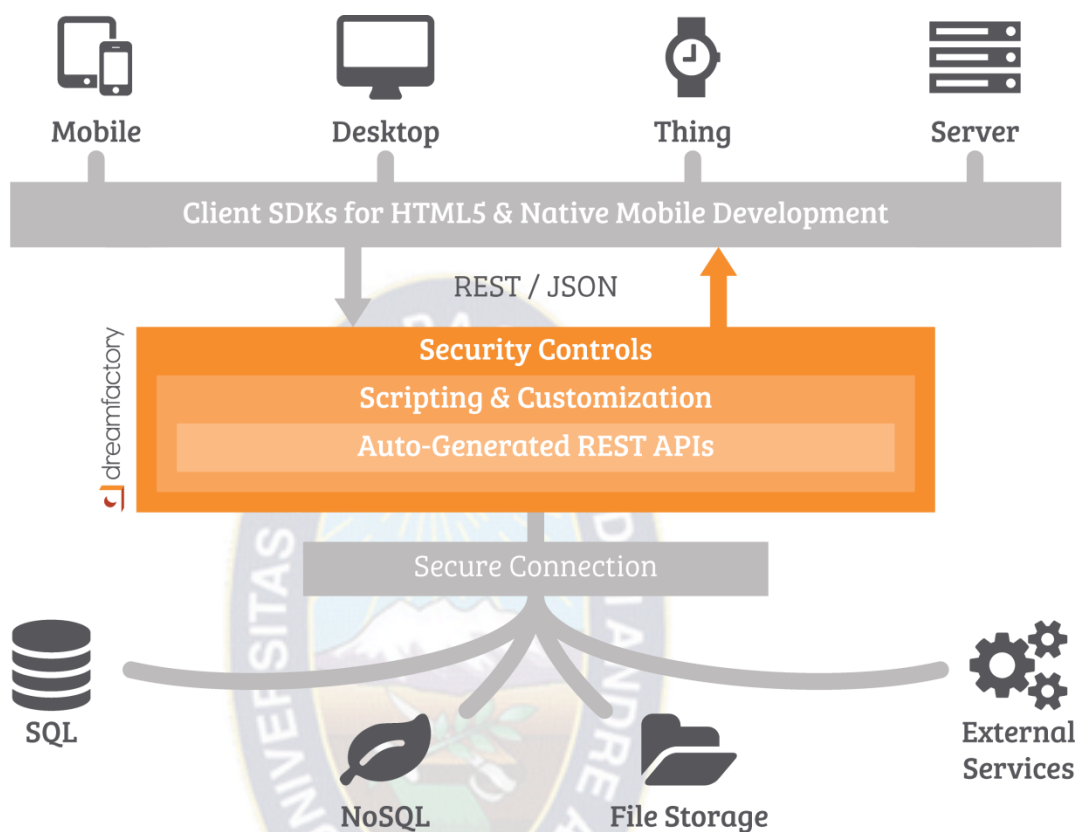 Mobile
Desktop
Thing
Server
Client SDKs for HTML5 & Native Mobile Development
REST / JSON
dreamfactory
Security Controls
Scripting & Customization
Auto-Generated REST APIs
Secure Connection
SQL
NoSQL
File Storage
External
Services
UNIVERSITAS